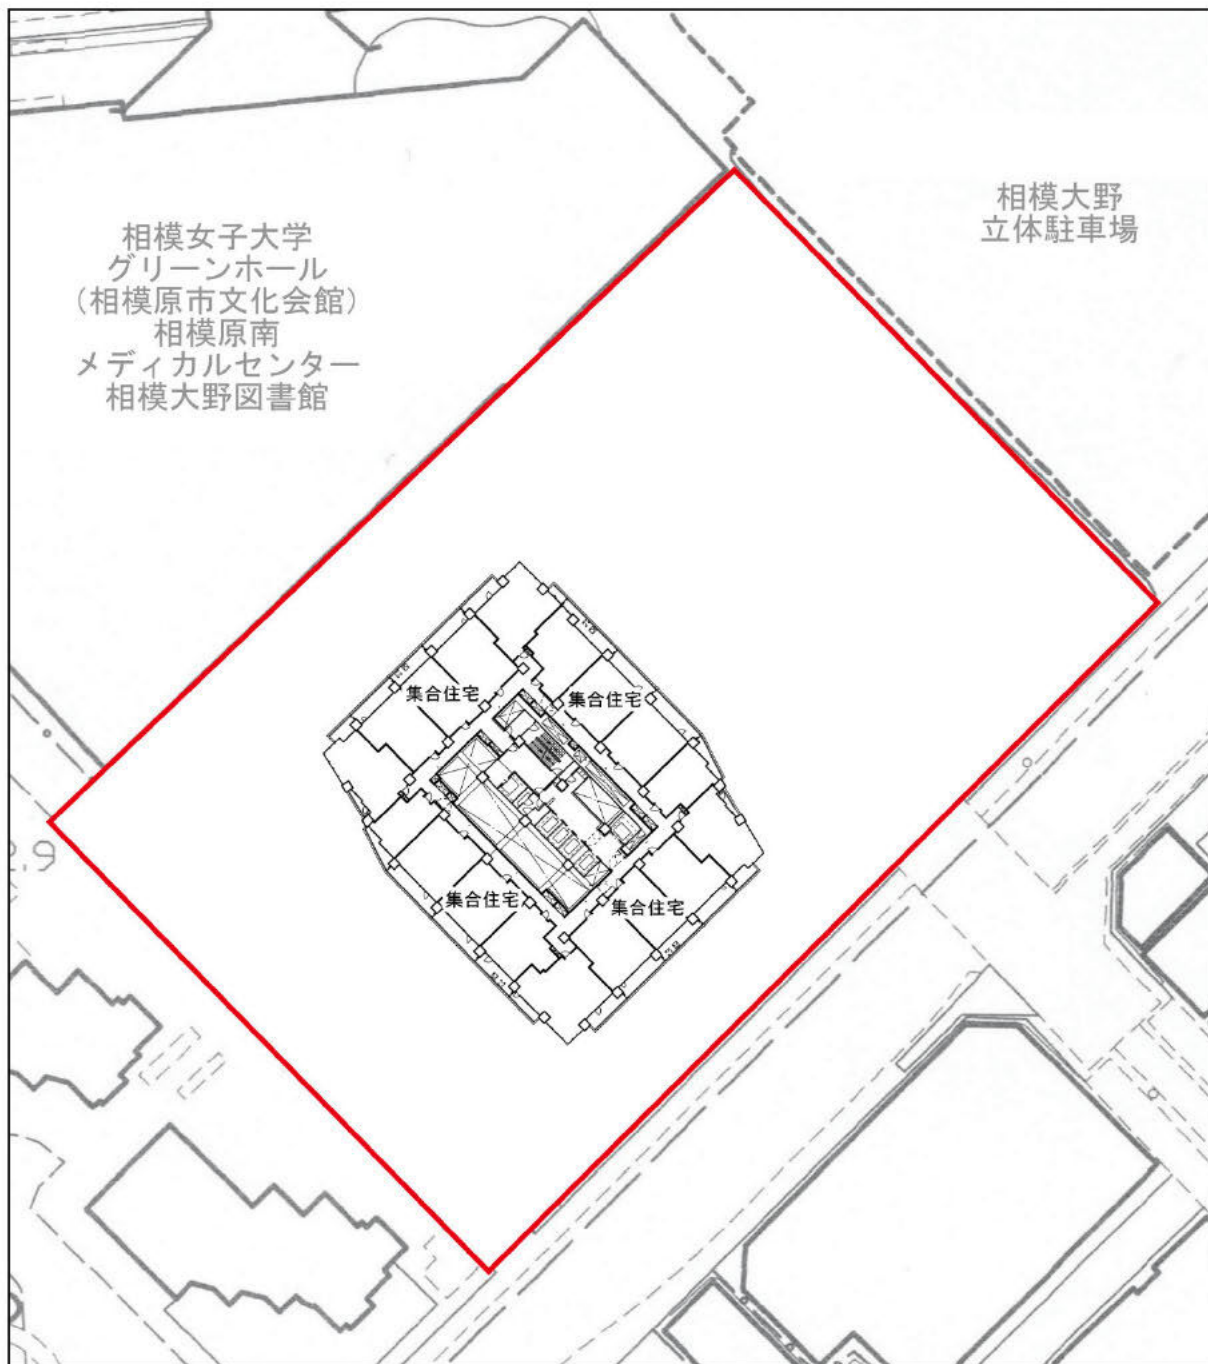 相模女子大学
グリーンホール
(相模原市文化会館)
相模原南
メディカルセンター
相模大野図書館
相模大野
立体駐車場
集合住宅
集合住宅
集合住宅
集合住宅